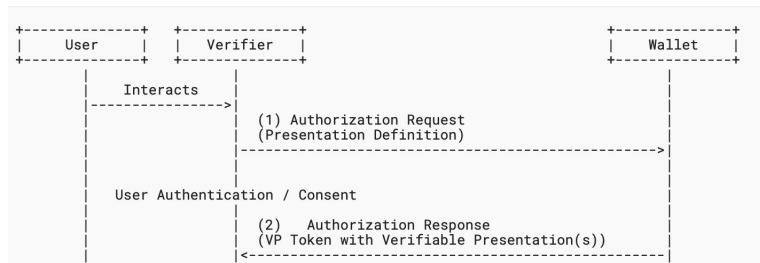 User Verifier Wallet
Interacts
(1) Authorization Request
(Presentation Definition)
User Authentication / Consent
(2) Authorization Response
(VP Token with Verifiable Presentation(s))